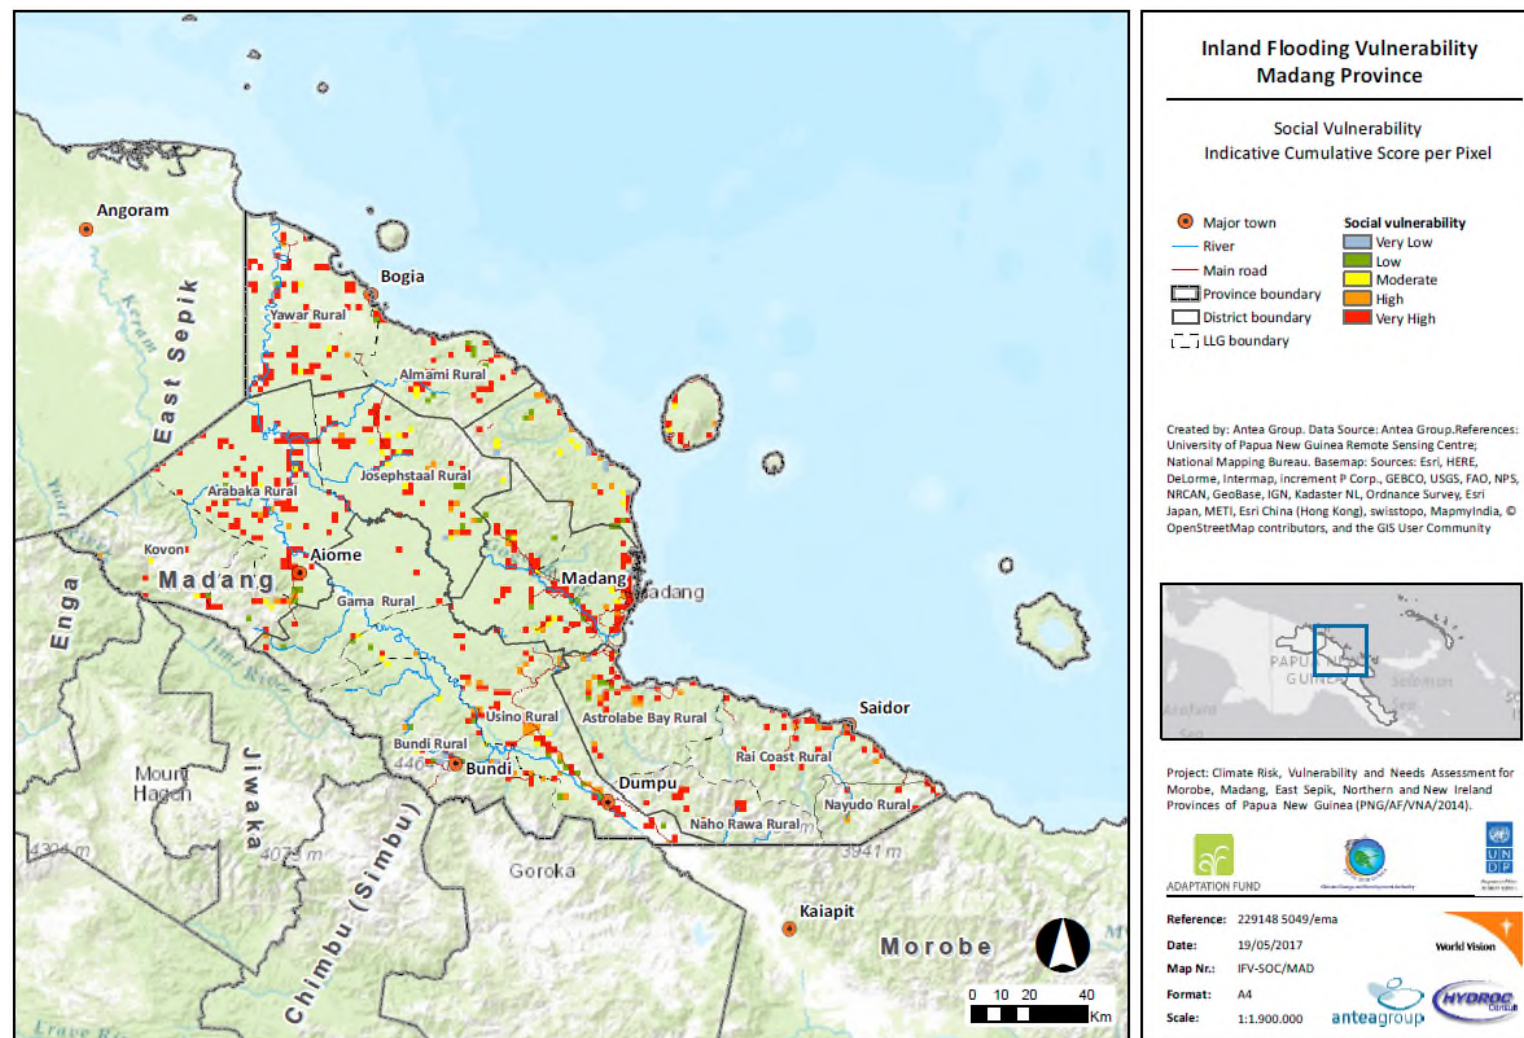 Angoram
Keram
East Sepik
Bogia
Yawar Rural
Almami Rural
Josephstaal Rural
Arabaka Rural
Kovon
Aiome
Madang
Madang
Gama Rural
Enga
Usino Rural
Astrolabe Bay Rural
Saidor
Bundi Rural
Bundi
Rai Coast Rural
Dumpu
Nayudo Rural
Naho Rawa Rural
Mount
Hagen
Jiwaka
4073 m
3941 m
Goroka
Chimbu (Simbu)
Kaiapit
Morobe
0 10 20 40
Km
Inland Flooding Vulnerability
Madang Province
Social Vulnerability
Indicative Cumulative Score per Pixel
Major town
River
Main road
Province boundary
District boundary
LLG boundary
Social vulnerability
Very Low
Low
Moderate
High
Very High
Created by: Antea Group. Data Source: Antea Group.References:
University of Papua New Guinea Remote Sensing Centre;
National Mapping Bureau. Basemap: Sources: Esri, HERE,
DeLorme, Intermap, increment P Corp., GEBCO, USGS, FAO, NPS,
NRCAN, GeoBase, IGN, Kadaster NL, Ordnance Survey, Esri
Japan, METI, Esri China (Hong Kong), swisstopo, MapmyIndia, ©
OpenStreetMap contributors, and the GIS User Community
Project: Climate Risk, Vulnerability and Needs Assessment for
Morobe, Madang, East Sepik, Northern and New Ireland
Provinces of Papua New Guinea (PNG/AF/VNA/2014).
af
ADAPTATION FUND
UN
DP
Reference: 229148 5049/ema
Date: 19/05/2017
Map Nr.: IFV-SOC/MAD
Format: A4
Scale: 1:1.900.000
World Vision
anteagroup
HYDROC
Consult